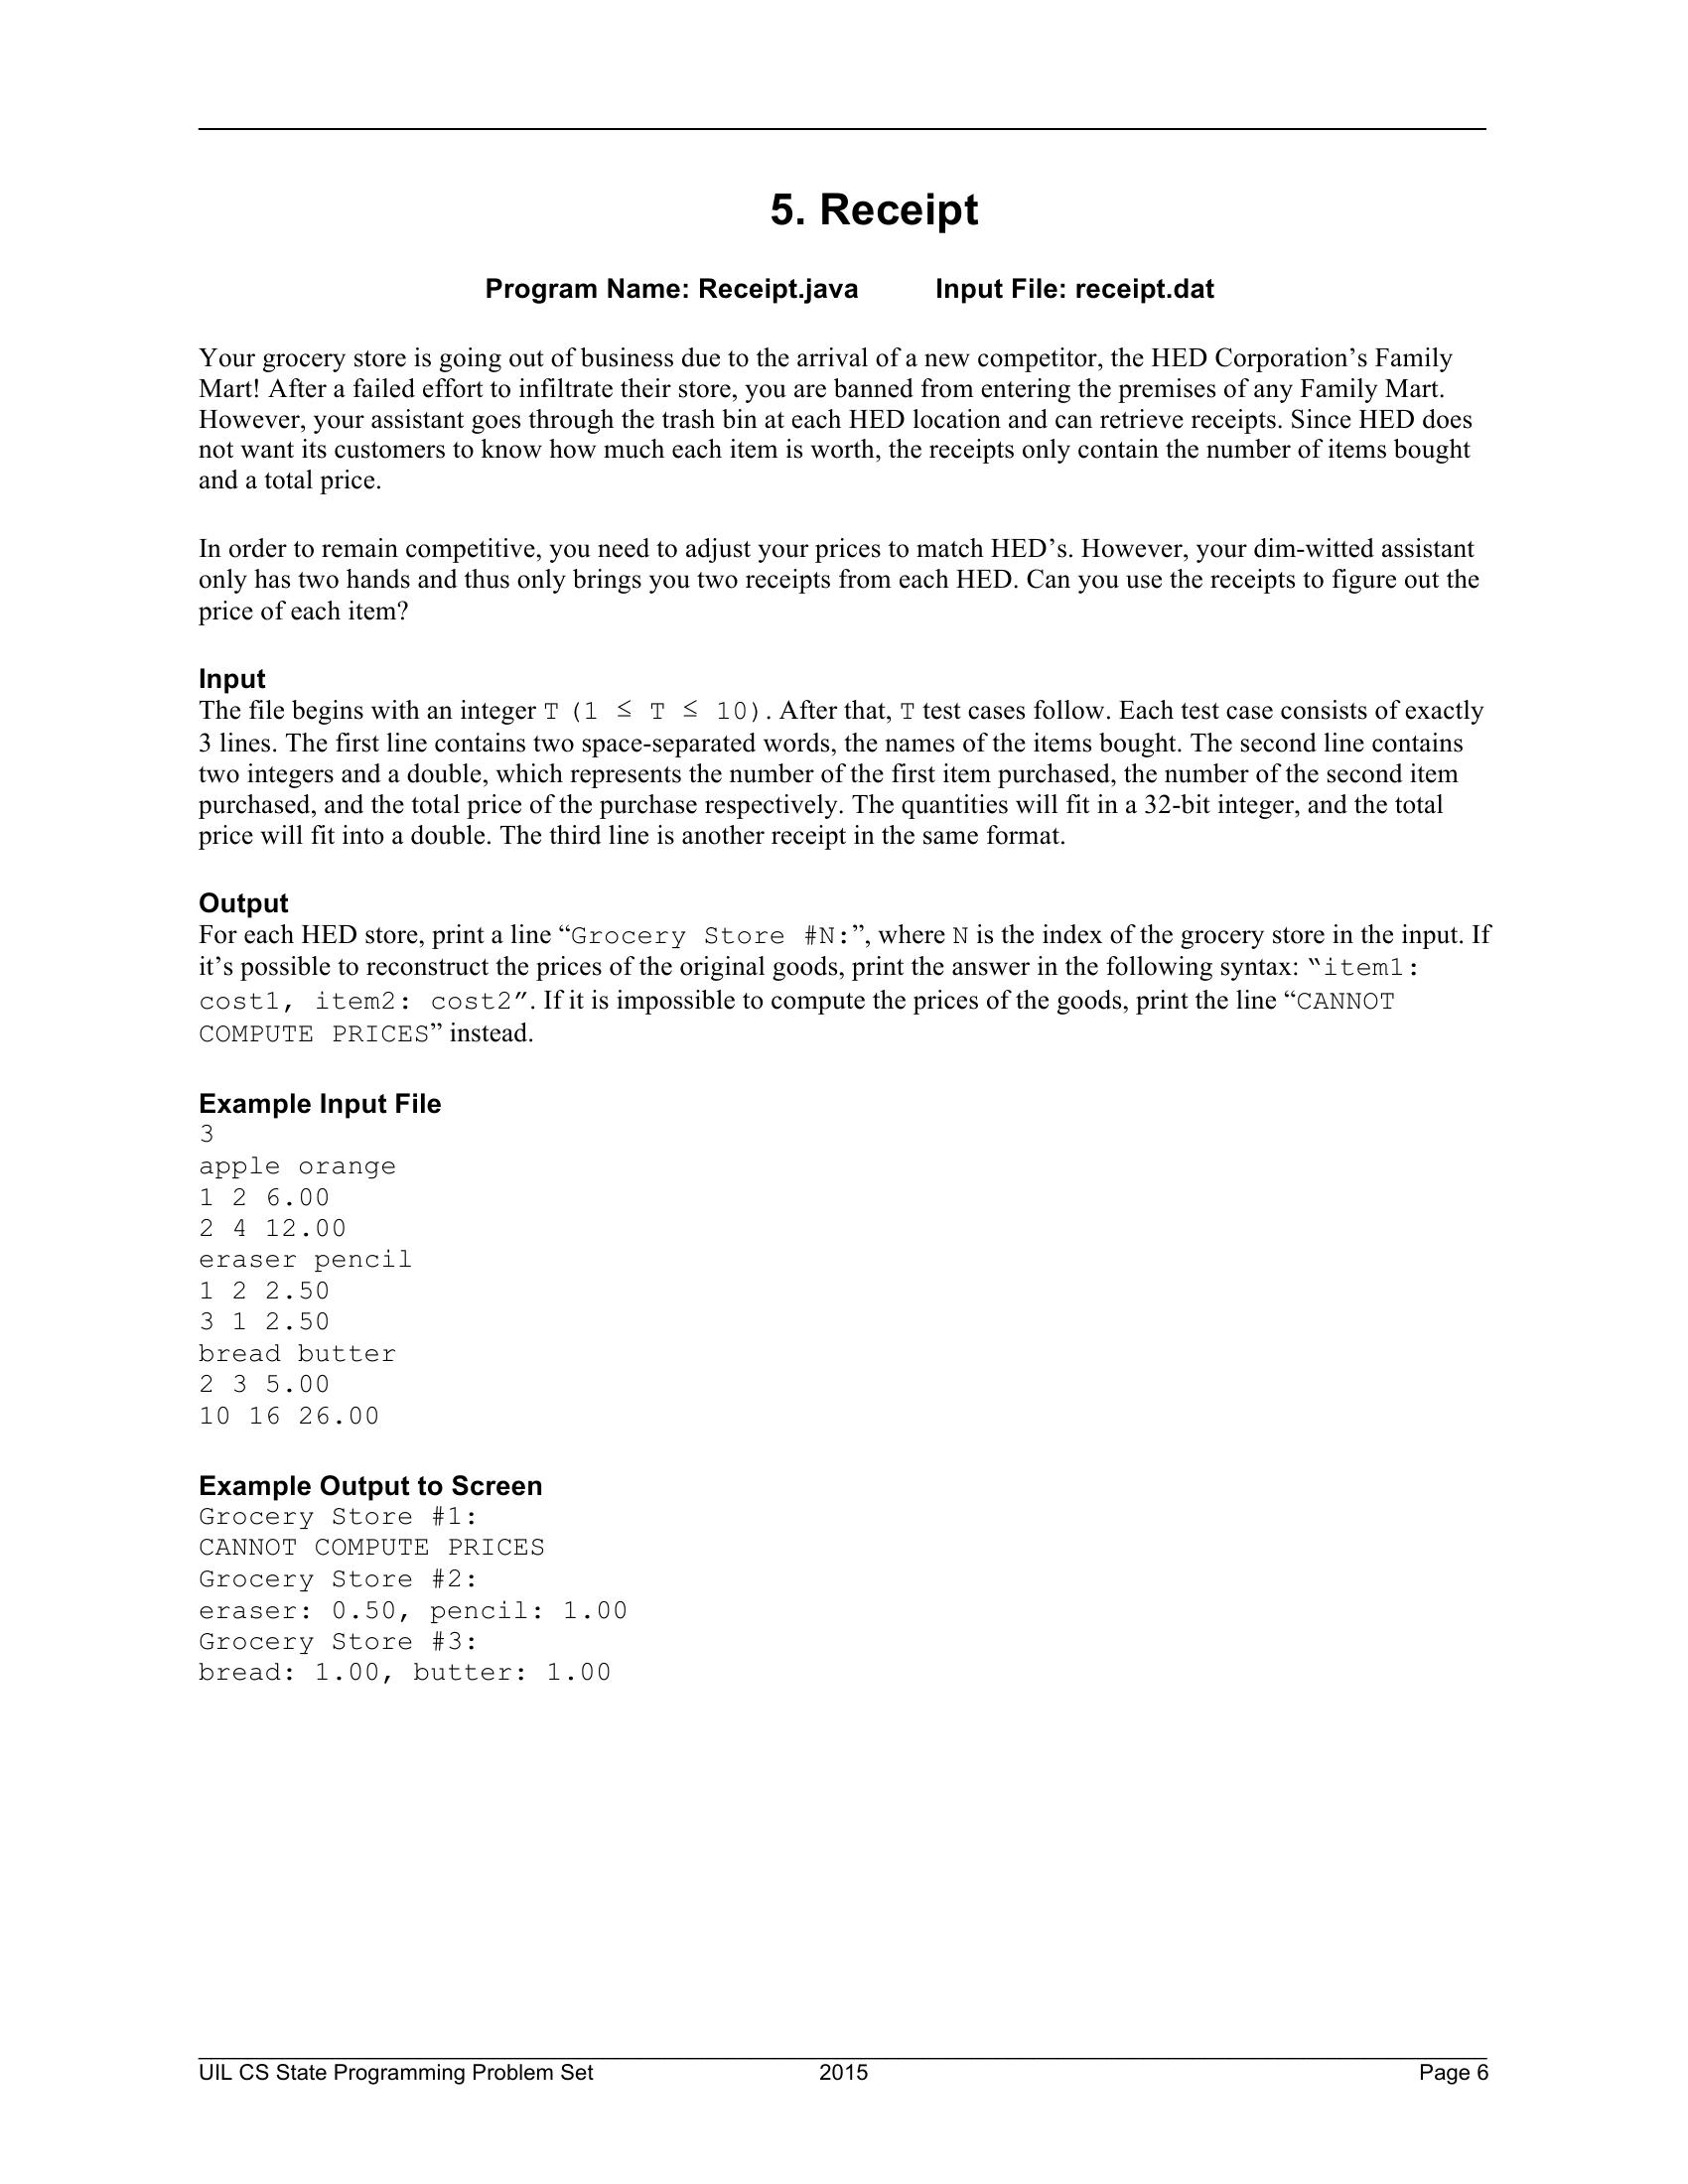 5. Receipt
Program Name: Receipt.java Input File: receipt.dat
Your grocery store is going out of business due to the arrival of a new competitor, the HED Corporation’s Family
Mart! After a failed effort to infiltrate their store, you are banned from entering the premises of any Family Mart.
However, your assistant goes through the trash bin at each HED location and can retrieve receipts. Since HED does
not want its customers to know how much each item is worth, the receipts only contain the number of items bought
and a total price.
In order to remain competitive, you need to adjust your prices to match HED’s. However, your dim-witted assistant
only has two hands and thus only brings you two receipts from each HED. Can you use the receipts to figure out the
price of each item?
Input
The file begins with an integer T (1 ≤ T ≤ 10). After that, T test cases follow. Each test case consists of exactly
3 lines. The first line contains two space-separated words, the names of the items bought. The second line contains
two integers and a double, which represents the number of the first item purchased, the number of the second item
purchased, and the total price of the purchase respectively. The quantities will fit in a 32-bit integer, and the total
price will fit into a double. The third line is another receipt in the same format.
Output
For each HED store, print a line “Grocery Store #N:”, where N is the index of the grocery store in the input. If
it’s possible to reconstruct the prices of the original goods, print the answer in the following syntax: “item1:
cost1, item2: cost2”. If it is impossible to compute the prices of the goods, print the line “CANNOT
COMPUTE PRICES” instead.
Example Input File
3
apple orange
1 2 6.00
2 4 12.00
eraser pencil
1 2 2.50
3 1 2.50
bread butter
2 3 5.00
10 16 26.00
Example Output to Screen
Grocery Store #1:
CANNOT COMPUTE PRICES
Grocery Store #2:
eraser: 0.50, pencil: 1.00
Grocery Store #3:
bread: 1.00, butter: 1.00
UIL CS State Programming Problem Set 2015 Page 6